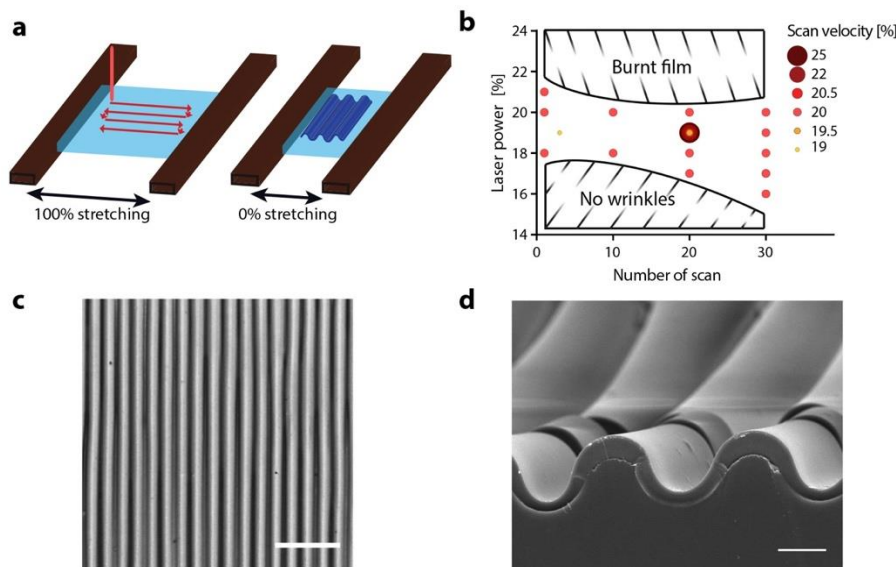 a
100% stretching
0% stretching
b
Laser power [%]
24
22
20
18
16
14
Burnt film
No wrinkles
0
10
20
30
Number of scan
Scan velocity [%]
25
22
20.5
20
19.5
19
c
d